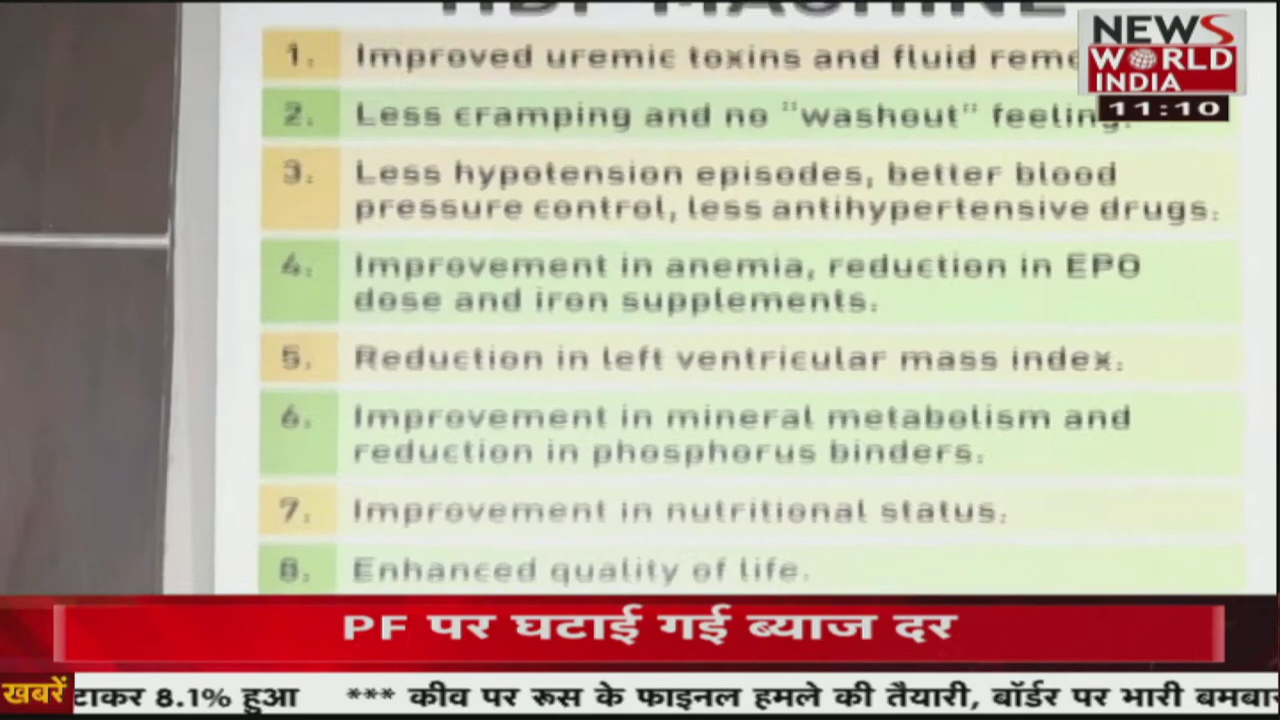 HDF MACHINE
1. Improved uremic toxins and fluid
2. Less cramping and no "washout" feeling.
3. Less hypotension episodes, better blood
pressure control, less antihypertensive drugs.
4. Improvement in anemia, reduction in EPO
dose and iron supplements.
5. Reduction in left ventricular mass index.
6. Improvement in mineral metabolism and
reduction in phosphorus binders.
7. Improvement in nutritional status.
8. Enhanced quality of life.
NEWS
WORLD
INDIA
11:10
PF पर घटाई गई ब्याज दर
खबरें टाकर 8.1% हुआ *** कीव पर रूस के फाइनल हमले की तैयारी, बॉर्डर पर भारी